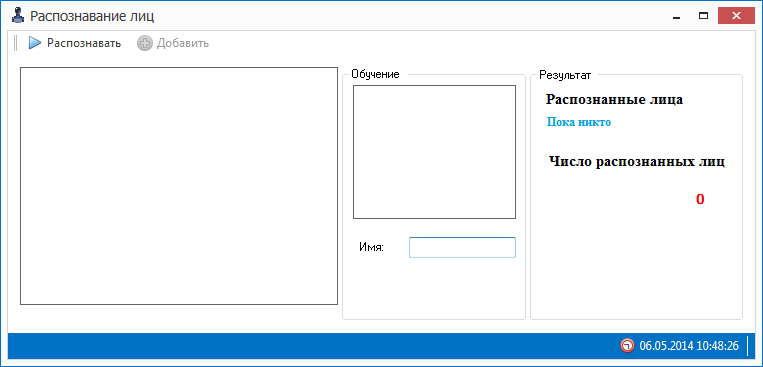 Распознавание лиц
Распознавать Добавить
Обучение
Имя:
Результат
Распознанные лица
Пока никто
Число распознанных лиц
0
06.05.2014 10:48:26